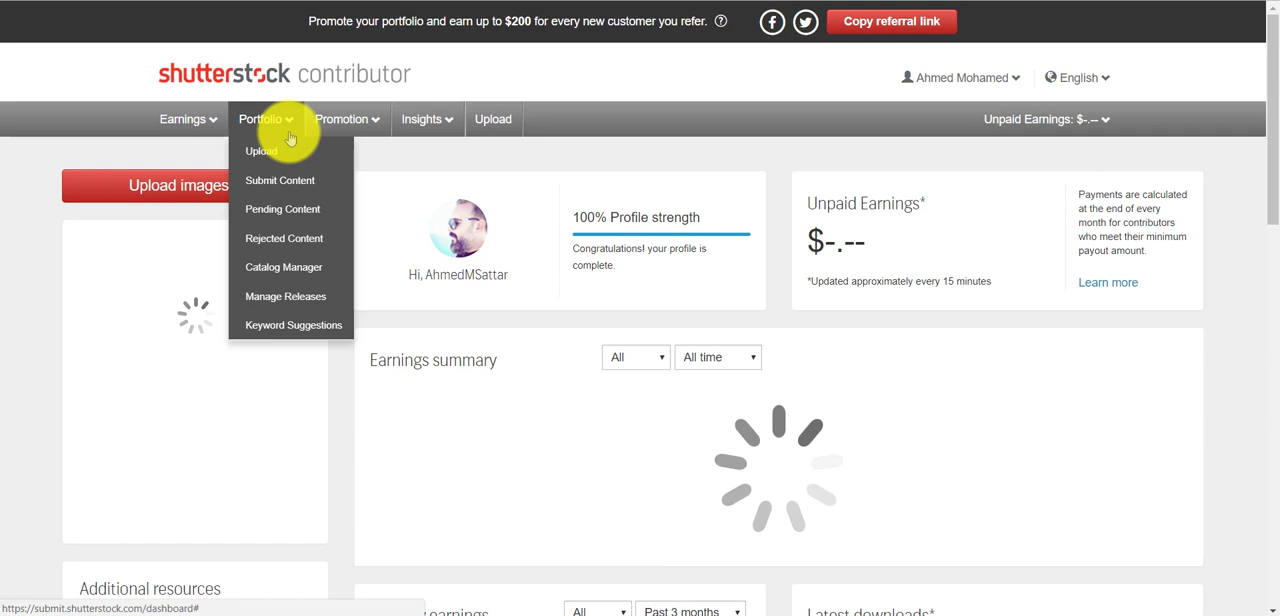 Promote your portfolio and earn up to $200 for every new customer you refer. ?
Copy referral link
shutterstock contributor
Ahmed Mohamed
English
Earnings
Portfolio
Promotion
Insights
Upload
Unpaid Earnings: $-.--
Upload
Submit Content
Pending Content
Rejected Content
Catalog Manager
Manage Releases
Keyword Suggestions
Upload images
Hi, AhmedMSattar
100% Profile strength
Congratulations! your profile is
complete.
Unpaid Earnings*
$-.--
*Updated approximately every 15 minutes
Payments are calculated
at the end of every
month for contributors
who meet their minimum
payout amount.
Learn more
Earnings summary
All
All time
Additional resources
earnings
All
Past 3 months
Latest downloads*
https://submit.shutterstock.com/dashboard#